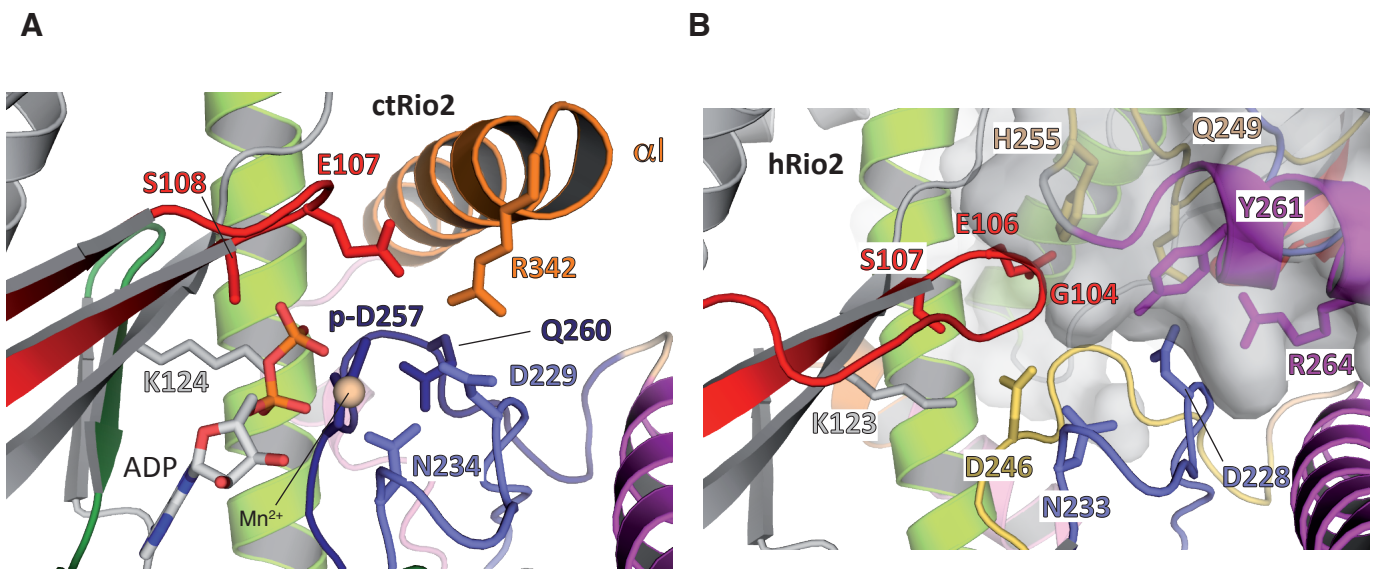 A
ctRio2
αI
E107
S108
R342
p-D257
Q260
D229
K124
N234
ADP
Mn²⁺
B
hRio2
H255
Q249
Y261
E106
S107
G104
R264
K123
D246
N233
D228